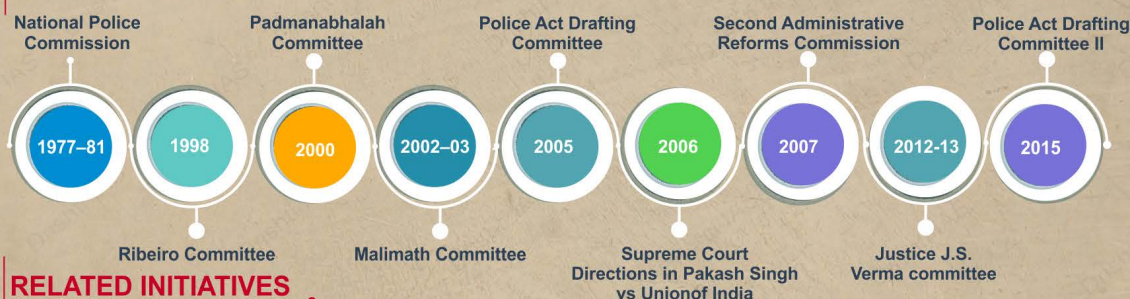 National Police
Commission
Padmanabhalah
Committee
Police Act Drafting
Committee
Second Administrative
Reforms Commission
Police Act Drafting
Committee II
1977–81
1998
2000
2002–03
2005
2006
2007
2012-13
2015
Ribeiro Committee
Malimath Committee
Supreme Court
Directions in Pakash Singh
vs Unionof India
Justice J.S.
Verma committee
RELATED INITIATIVES